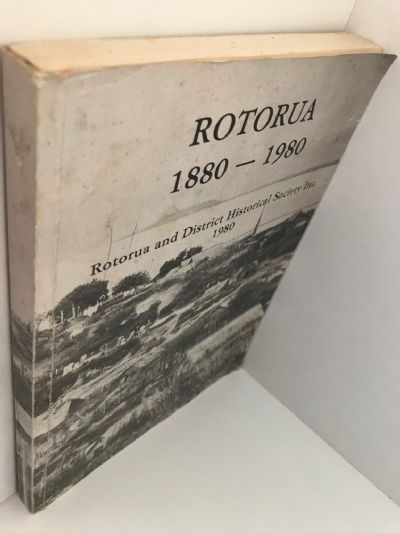 ROTORUA
1880 — 1980
Rotorua and District Historical Society Inc.
1980